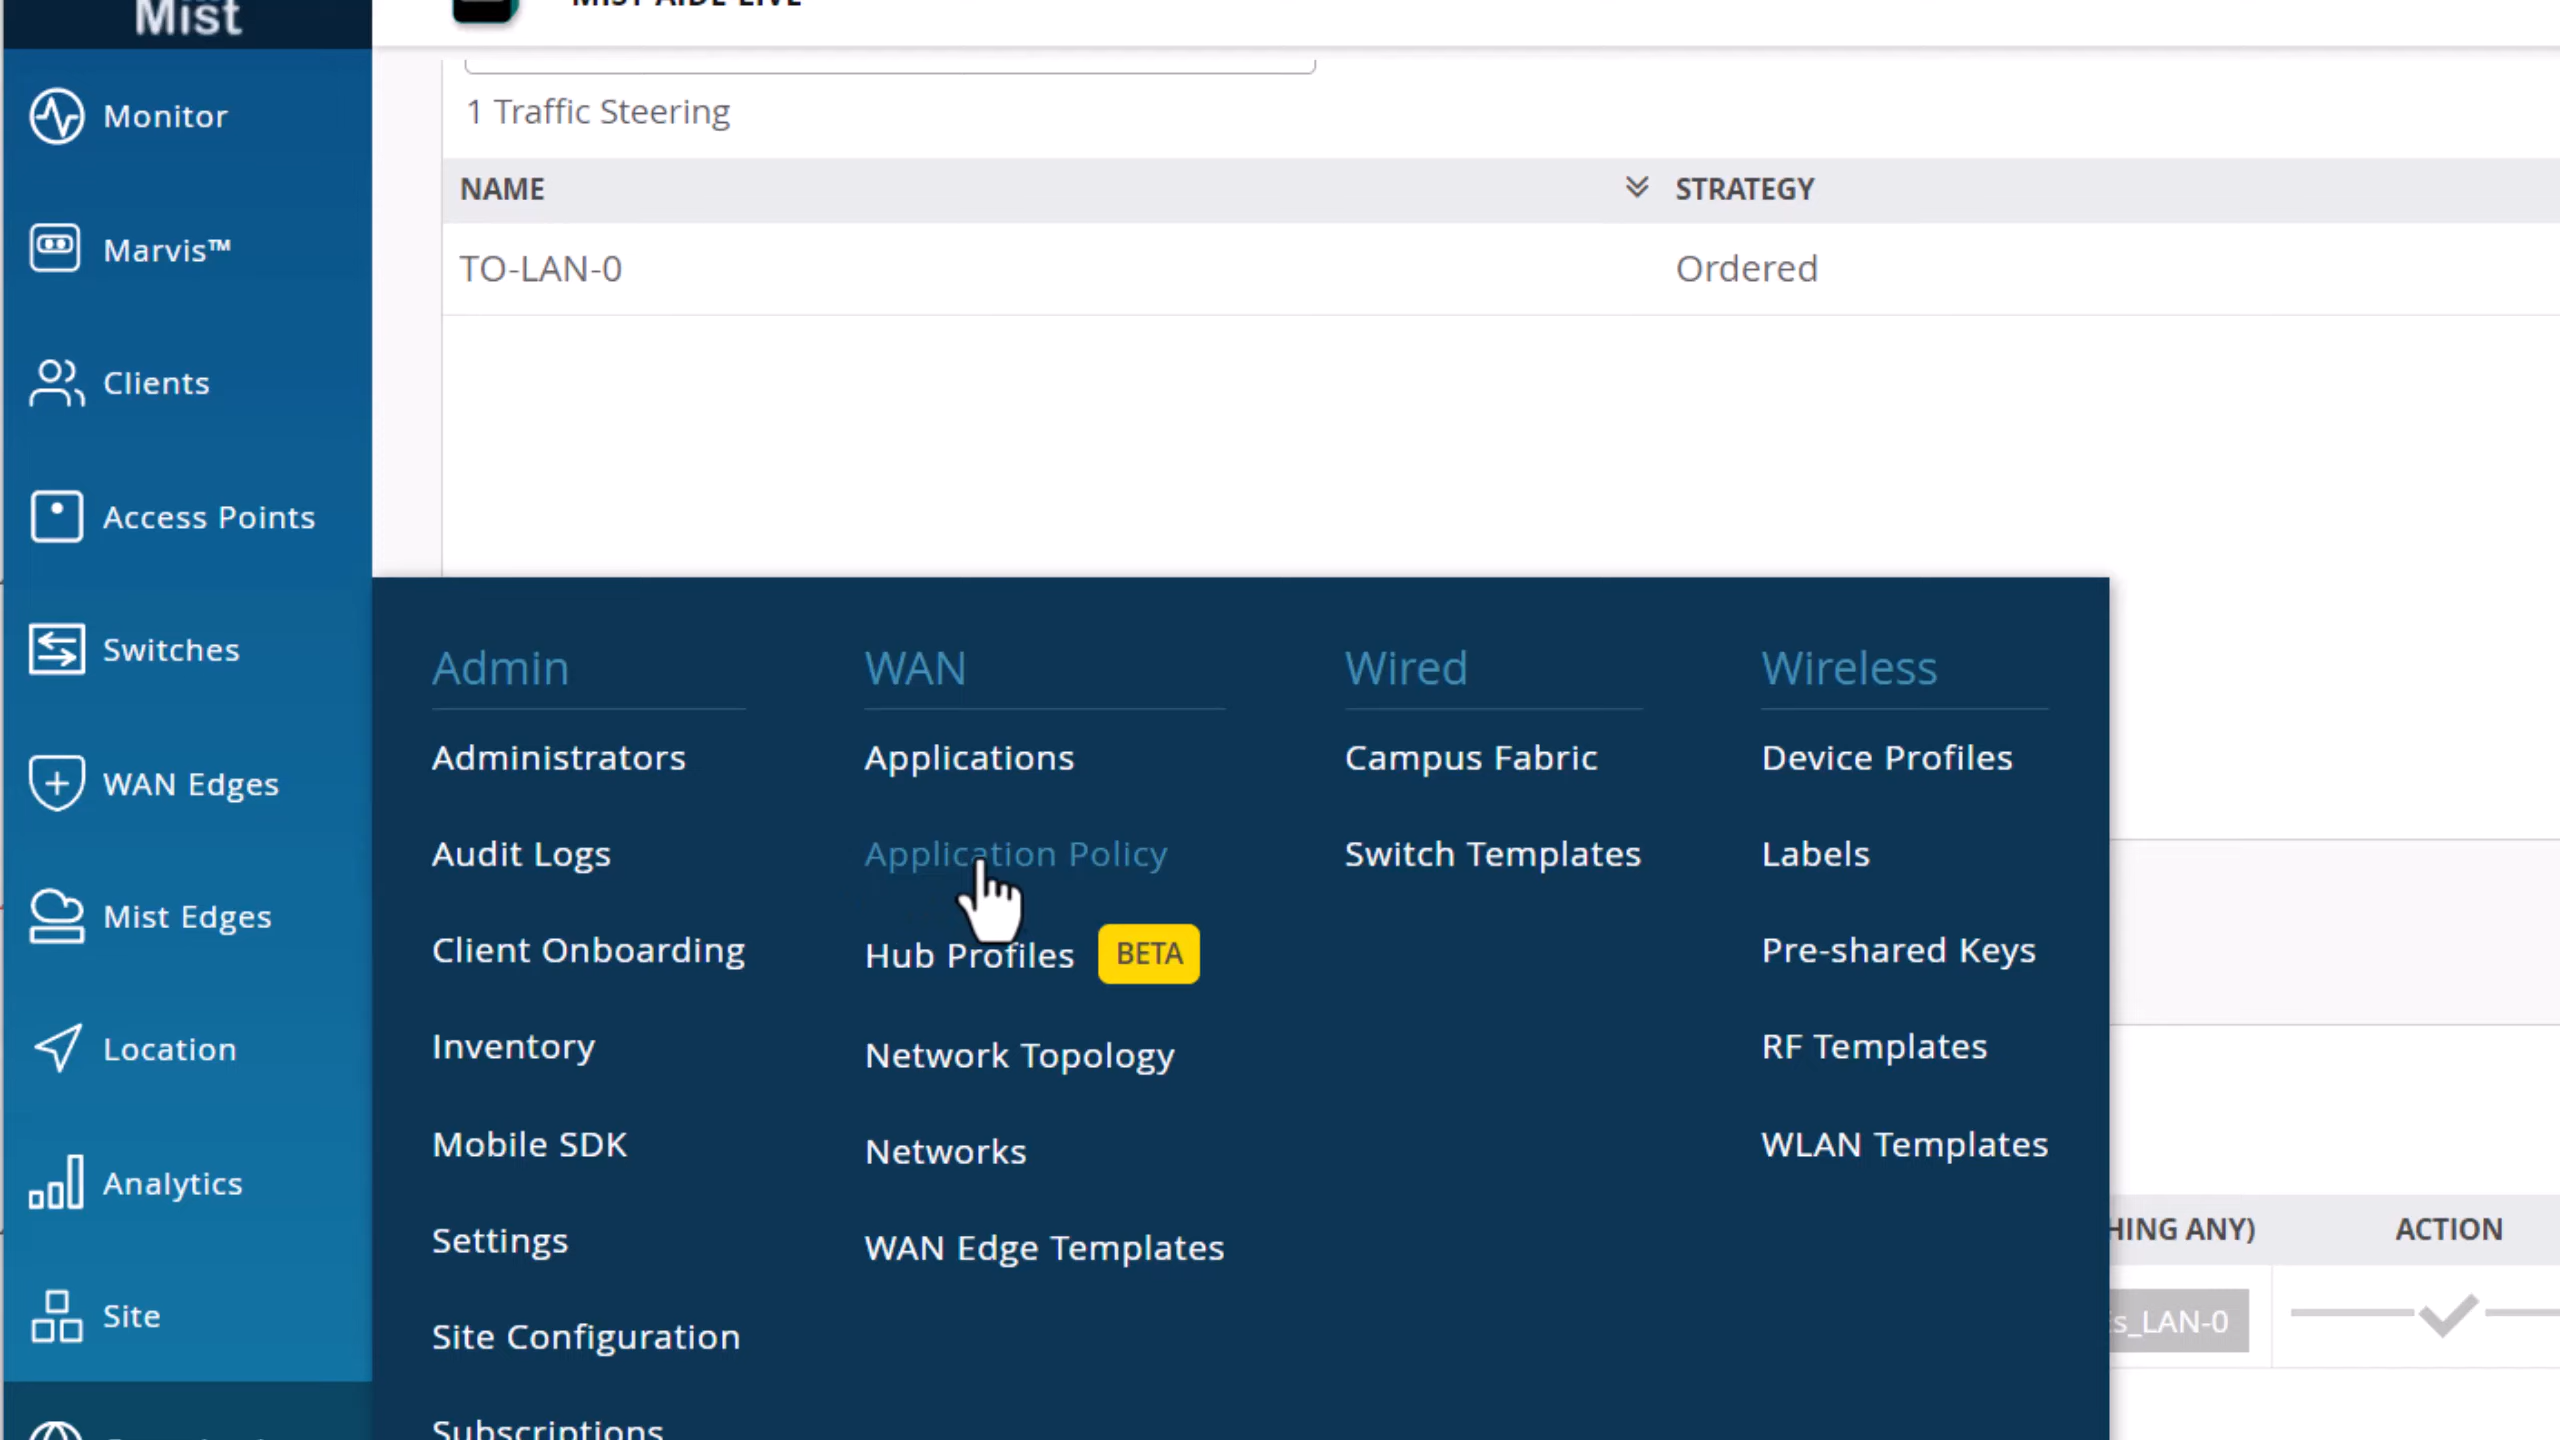 Mist
MIST AIDE LIVE
Monitor
Marvis™
Clients
Access Points
Switches
WAN Edges
Mist Edges
Location
Analytics
Site
1 Traffic Steering
NAME STRATEGY
TO-LAN-0 Ordered
Admin
Administrators
Audit Logs
Client Onboarding
Inventory
Mobile SDK
Settings
Site Configuration
Subscriptions
WAN
Applications
Application Policy
Hub Profiles BETA
Network Topology
Networks
WAN Edge Templates
Wired
Campus Fabric
Switch Templates
Wireless
Device Profiles
Labels
Pre-shared Keys
RF Templates
WLAN Templates
HING ANY) ACTION
s_LAN-0